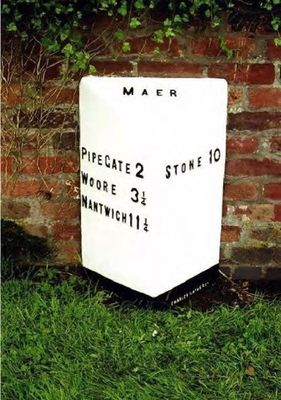 MAER
PIPEGATE 2
WOORE 3½
NANTWICH 11½
STONE 10